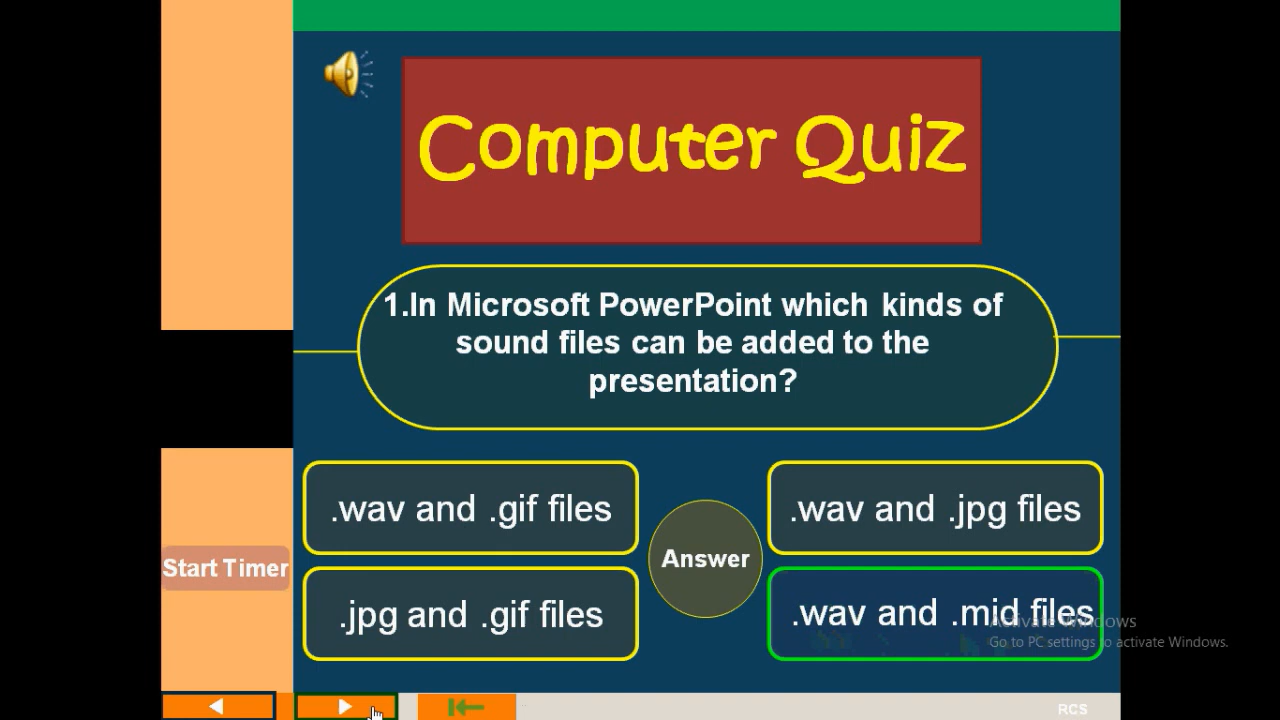 Computer Quiz
1.In Microsoft PowerPoint which kinds of
sound files can be added to the
presentation?
.wav and .gif files
.wav and .jpg files
Answer
Start Timer
.jpg and .gif files
.wav and .mid files
Activate Windows
Go to PC settings to activate Windows.
RCS